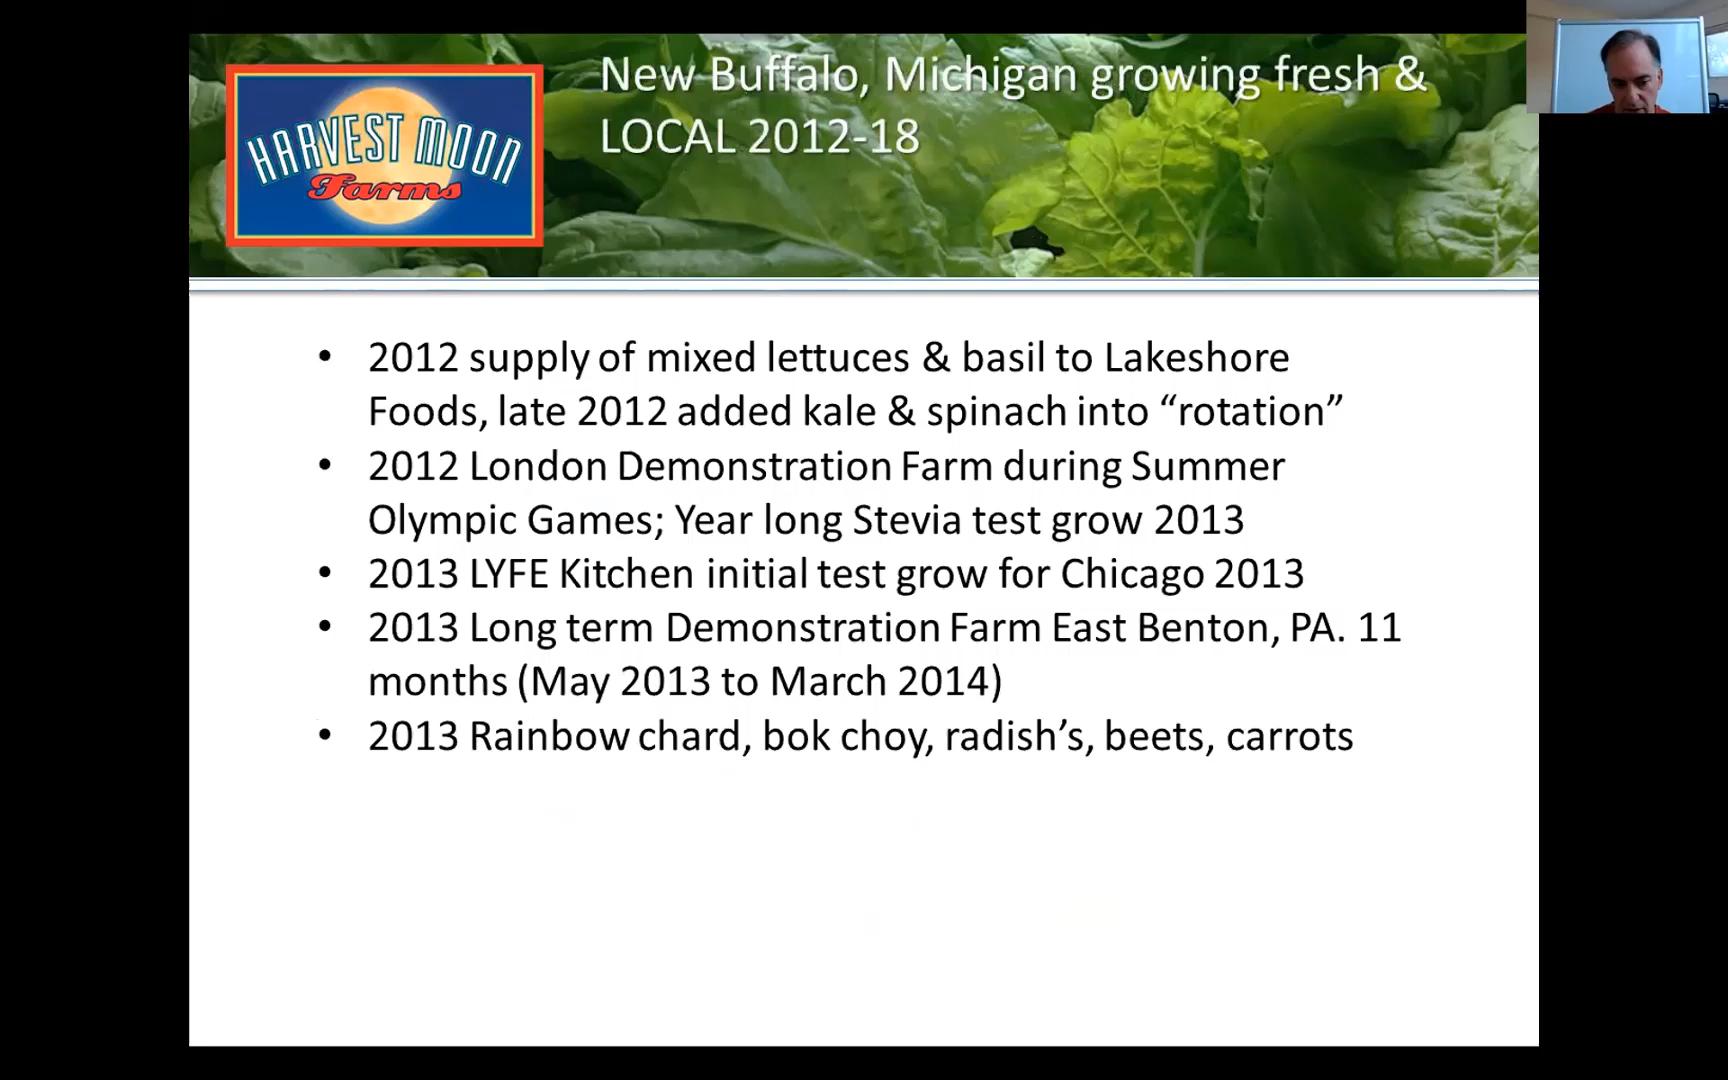 HARVEST MOON
Farms
New Buffalo, Michigan growing fresh &
LOCAL 2012-18
• 2012 supply of mixed lettuces & basil to Lakeshore
Foods, late 2012 added kale & spinach into “rotation”
• 2012 London Demonstration Farm during Summer
Olympic Games; Year long Stevia test grow 2013
• 2013 LYFE Kitchen initial test grow for Chicago 2013
• 2013 Long term Demonstration Farm East Benton, PA. 11
months (May 2013 to March 2014)
• 2013 Rainbow chard, bok choy, radish’s, beets, carrots